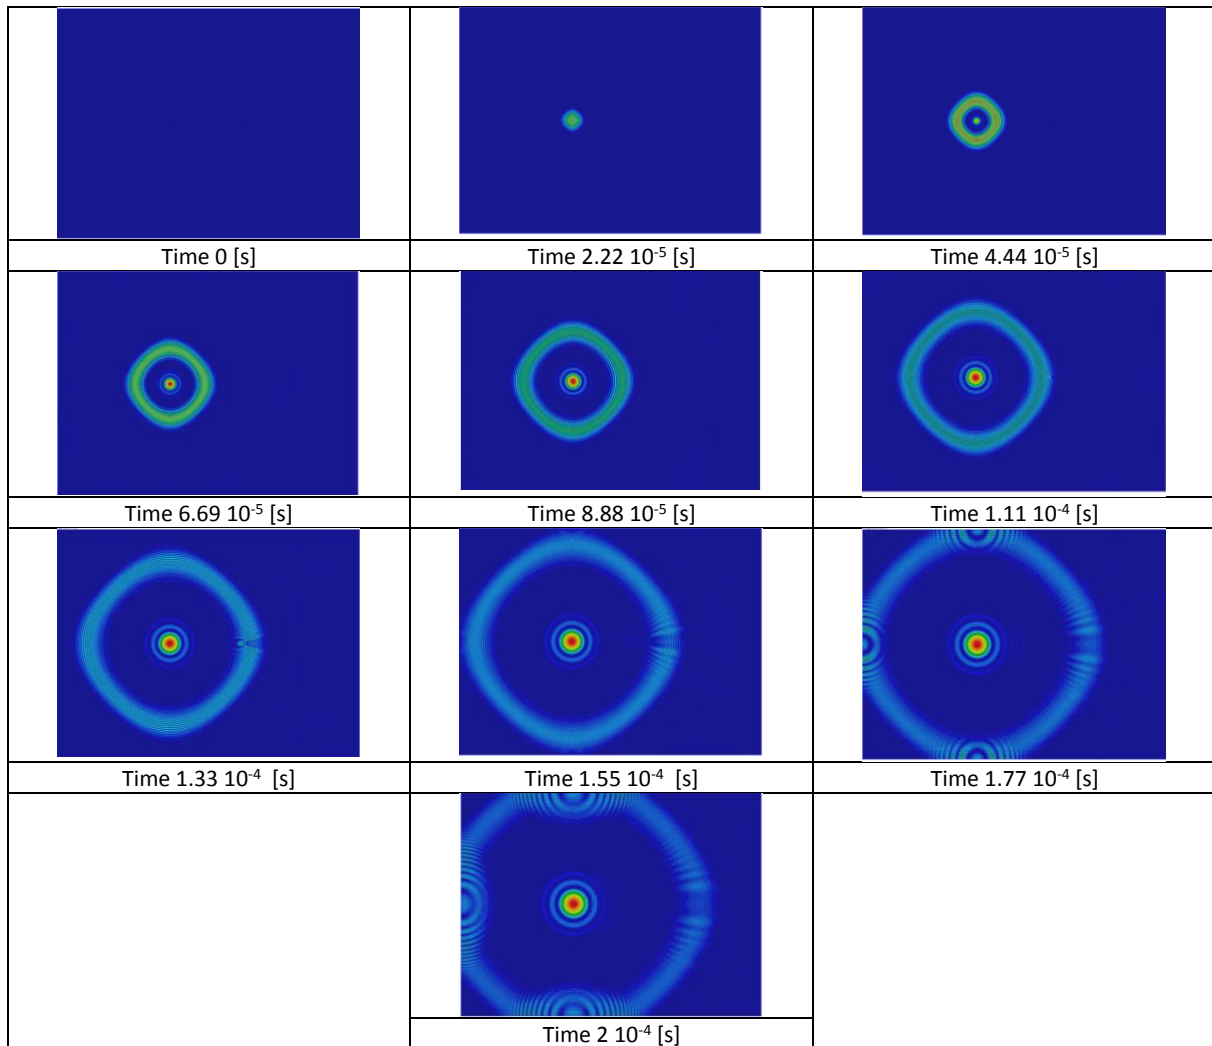 Time 0 [s]
Time 2.22 10⁻⁵ [s]
Time 4.44 10⁻⁵ [s]
Time 6.69 10⁻⁵ [s]
Time 8.88 10⁻⁵ [s]
Time 1.11 10⁻⁴ [s]
Time 1.33 10⁻⁴  [s]
Time 1.55 10⁻⁴  [s]
Time 1.77 10⁻⁴ [s]
Time 2 10⁻⁴ [s]